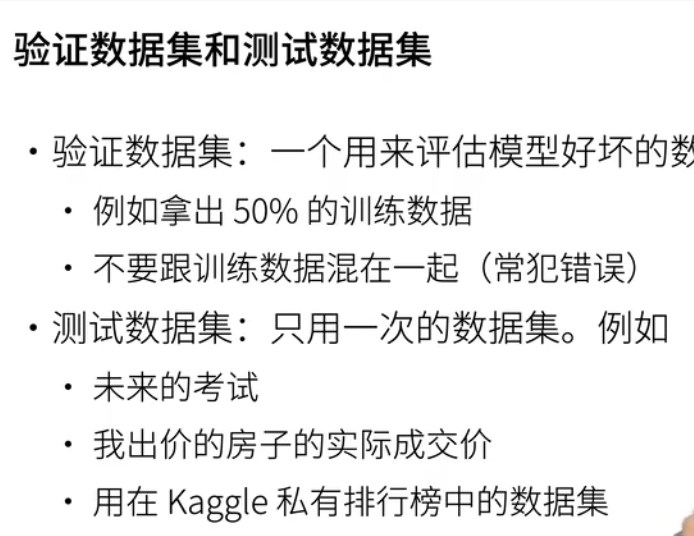 验证数据集和测试数据集
• 验证数据集：一个用来评估模型好坏的数
• 例如拿出 50% 的训练数据
• 不要跟训练数据混在一起（常犯错误）
• 测试数据集：只用一次的数据集。例如
• 未来的考试
• 我出价的房子的实际成交价
• 用在 Kaggle 私有排行榜中的数据集